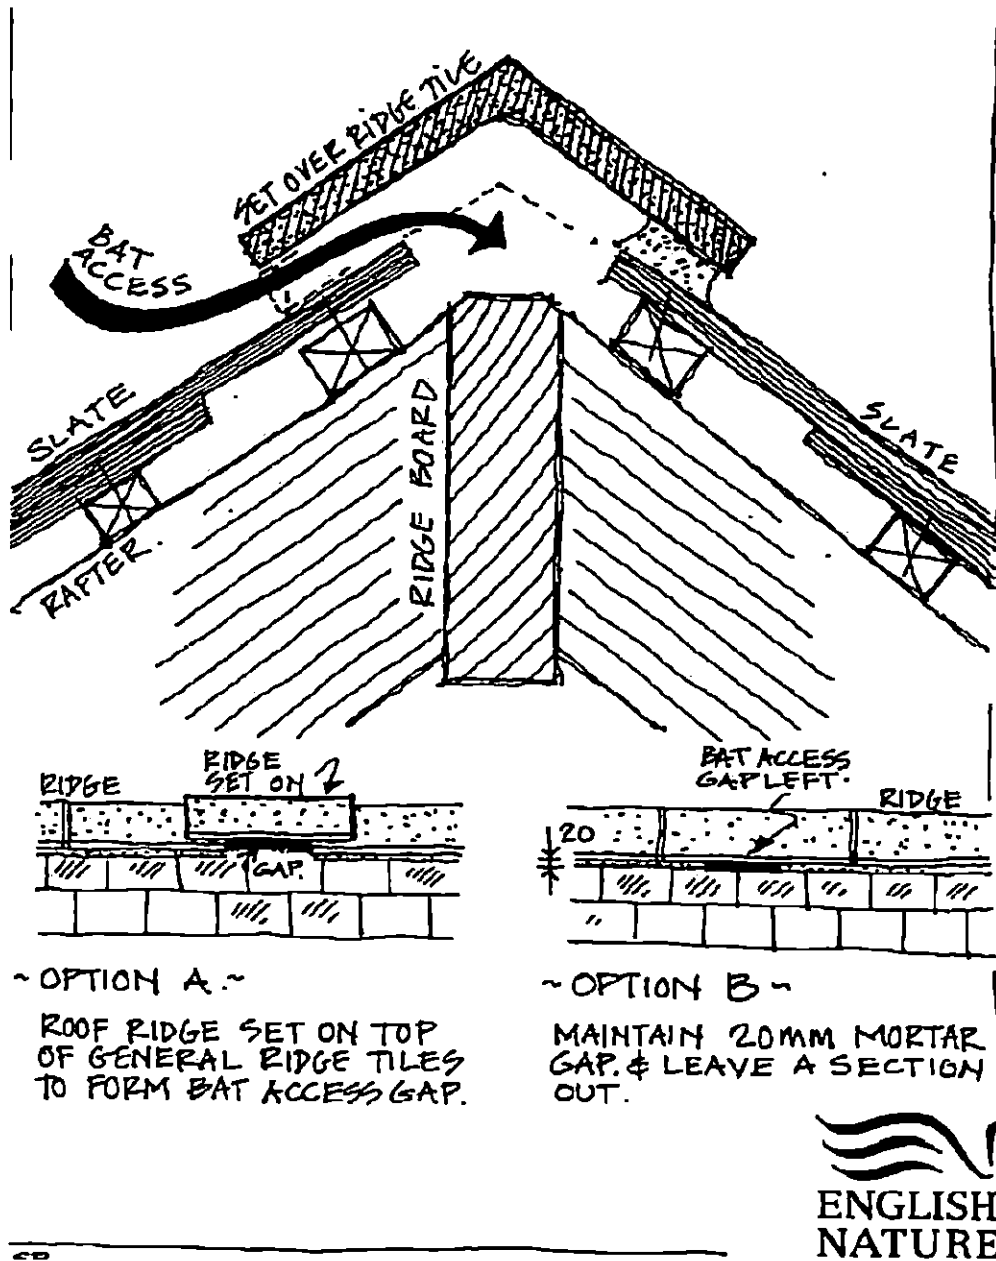 SET OVER RIDGE TILE
BAT
ACCESS
SLATE
RIDGE BOARD
SLATE
RAFTER.
RIDGE
RIDGE
SET ON
GAP.
BAT ACCESS
GAP LEFT.
RIDGE
20
~ OPTION A .~
ROOF RIDGE SET ON TOP
OF GENERAL RIDGE TILES
TO FORM BAT ACCESS GAP.
~ OPTION B ~
MAINTAIN 20MM MORTAR
GAP. & LEAVE A SECTION
OUT.
ENGLISH
NATURE